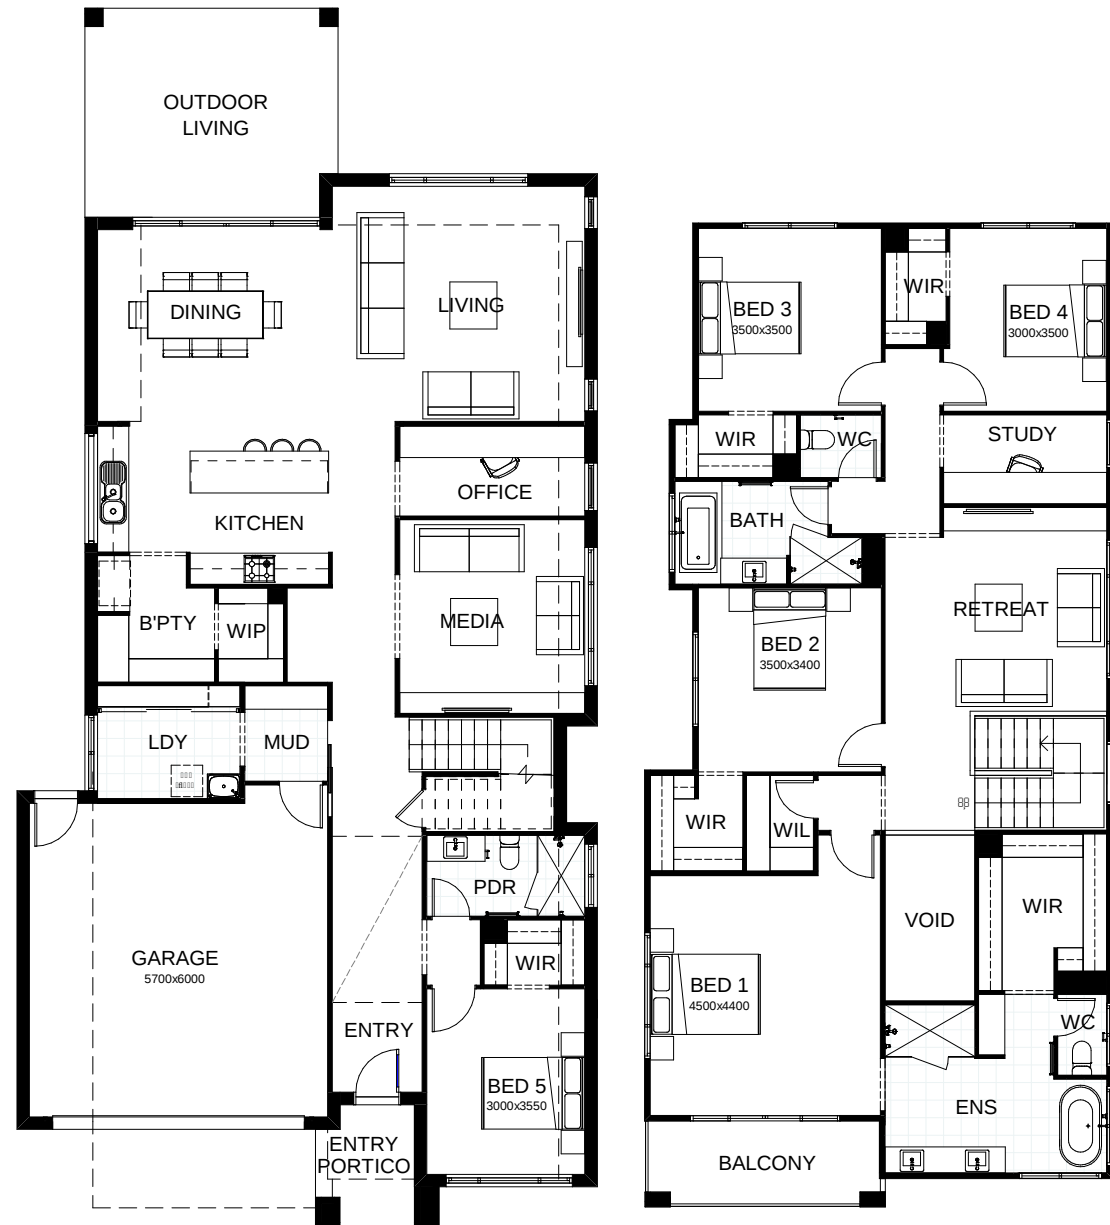 OUTDOOR
LIVING
DINING
LIVING
OFFICE
KITCHEN
MEDIA
B'PTY
WIP
LDY
MUD
PDR
GARAGE
5700x6000
WIR
ENTRY
BED 5
3000x3550
ENTRY
PORTICO
BED 3
3500x3500
WIR
BED 4
3000x3500
WIR
WC
STUDY
BATH
RETREAT
BED 2
3500x3400
WIR
WIL
VOID
WIR
BED 1
4500x4400
WC
ENS
BALCONY